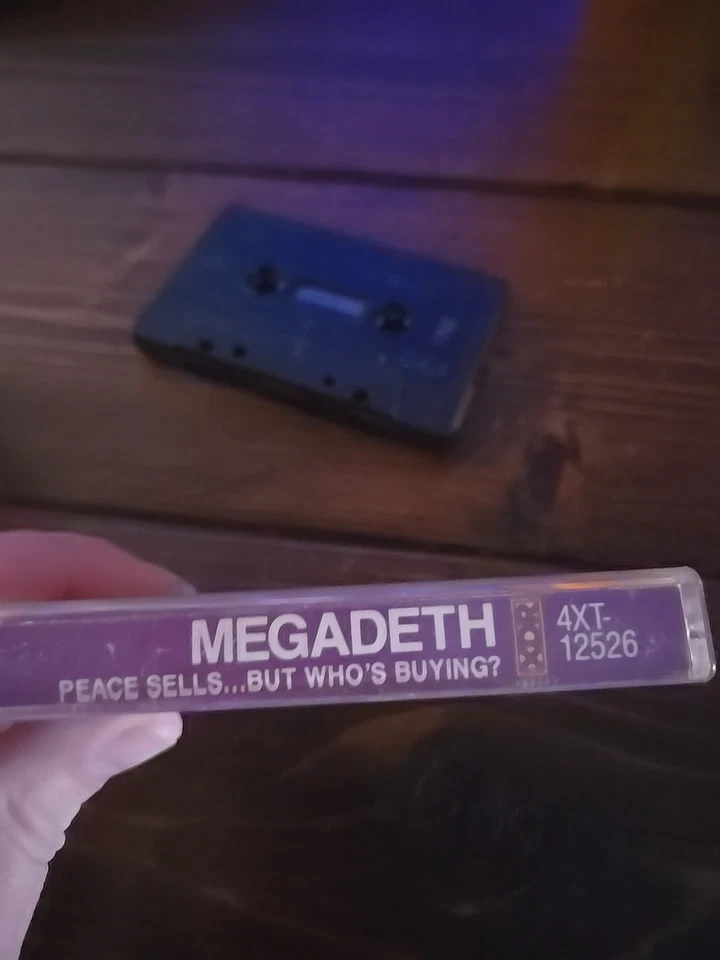 MEGADETH
PEACE SELLS...BUT WHO'S BUYING?
4XT-
12526